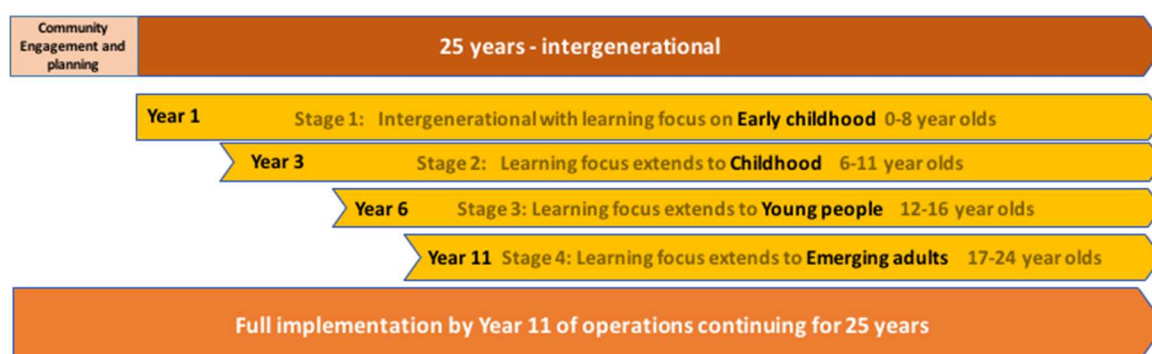 Community
Engagement and
planning
25 years - intergenerational
Year 1 Stage 1: Intergenerational with learning focus on Early childhood 0-8 year olds
Year 3 Stage 2: Learning focus extends to Childhood 6-11 year olds
Year 6 Stage 3: Learning focus extends to Young people 12-16 year olds
Year 11 Stage 4: Learning focus extends to Emerging adults 17-24 year olds
Full implementation by Year 11 of operations continuing for 25 years